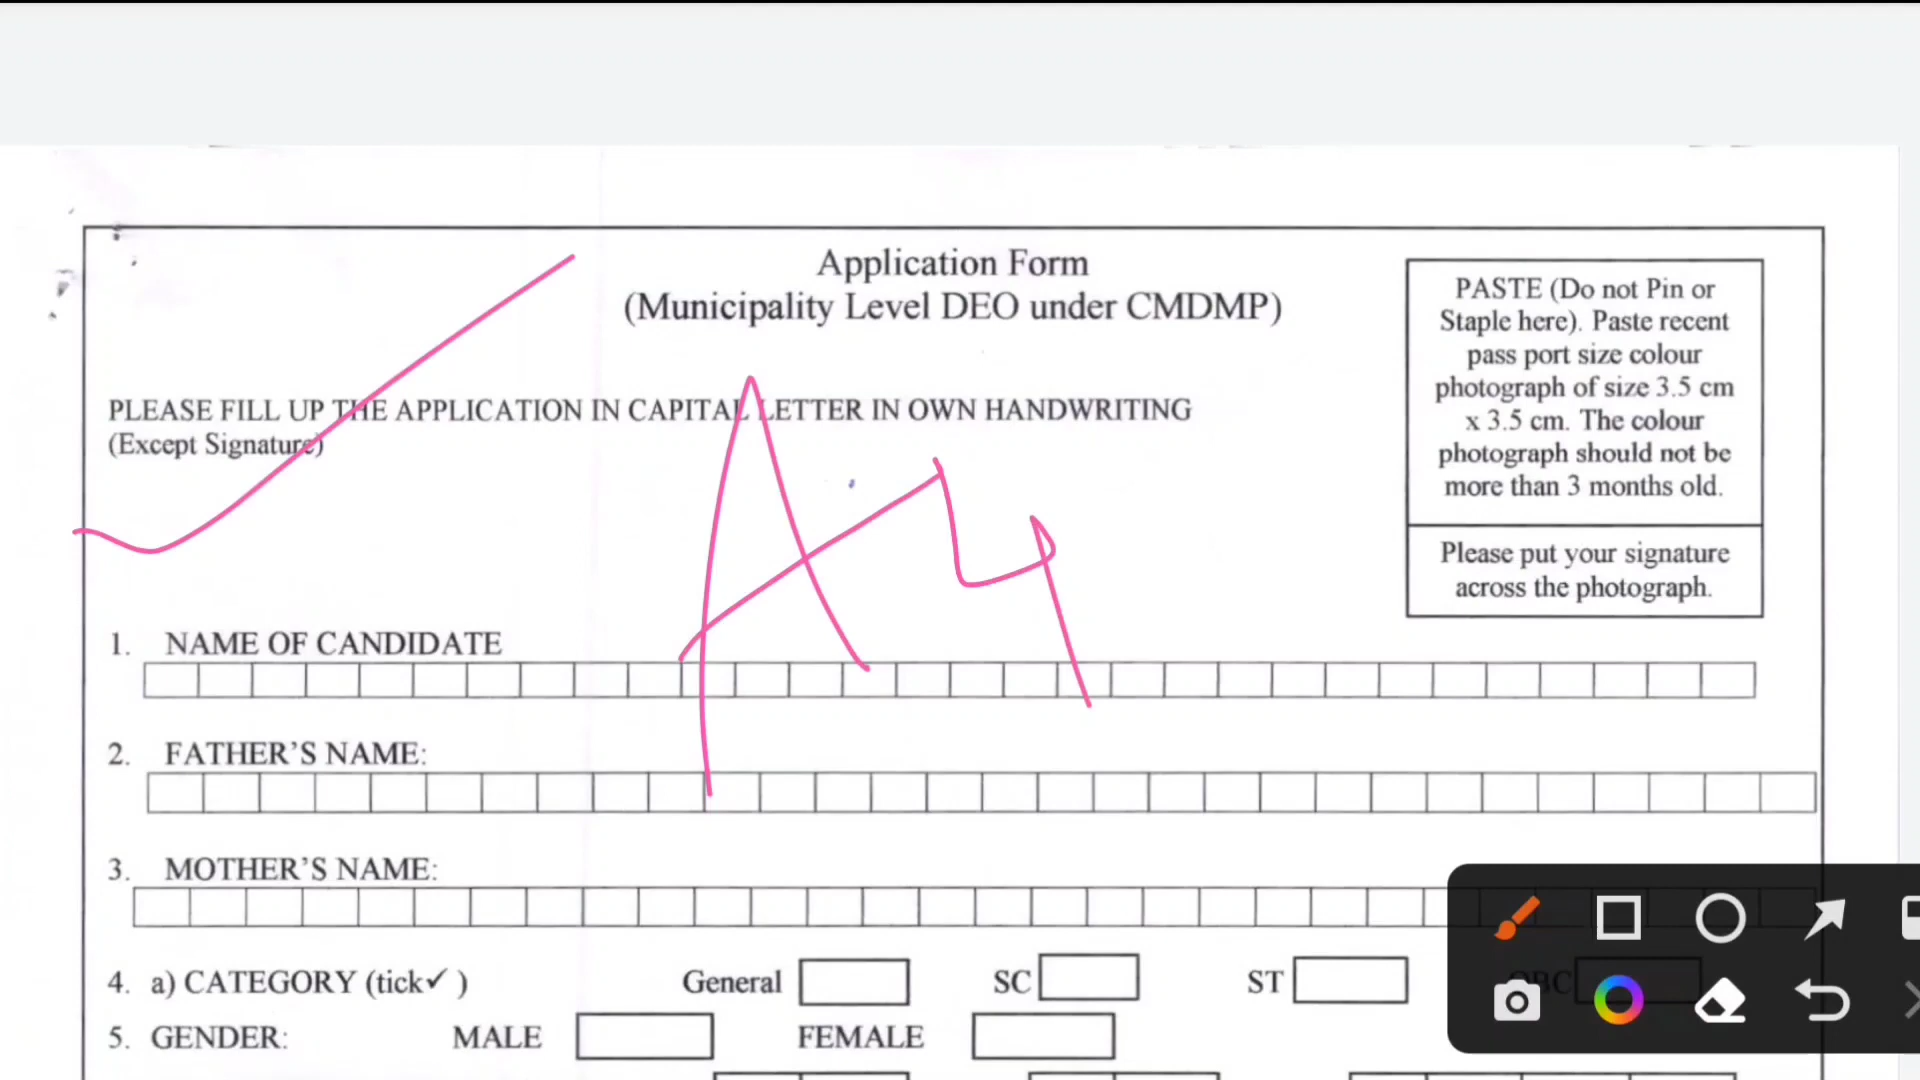 Application Form
(Municipality Level DEO under CMDMP)
PASTE (Do not Pin or
Staple here). Paste recent
pass port size colour
photograph of size 3.5 cm
x 3.5 cm. The colour
photograph should not be
more than 3 months old.
Please put your signature
across the photograph.
PLEASE FILL UP THE APPLICATION IN CAPITAL LETTER IN OWN HANDWRITING
(Except Signature)
1. NAME OF CANDIDATE
2. FATHER'S NAME:
3. MOTHER'S NAME:
4. a) CATEGORY (tick✓ ) General SC ST OBC
5. GENDER: MALE FEMALE